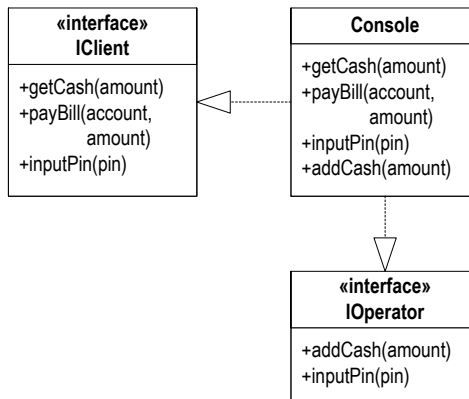 «interface»
IClient
+getCash(amount)
+payBill(account,
amount)
+inputPin(pin)
Console
+getCash(amount)
+payBill(account,
amount)
+inputPin(pin)
+addCash(amount)
«interface»
IOperator
+addCash(amount)
+inputPin(pin)